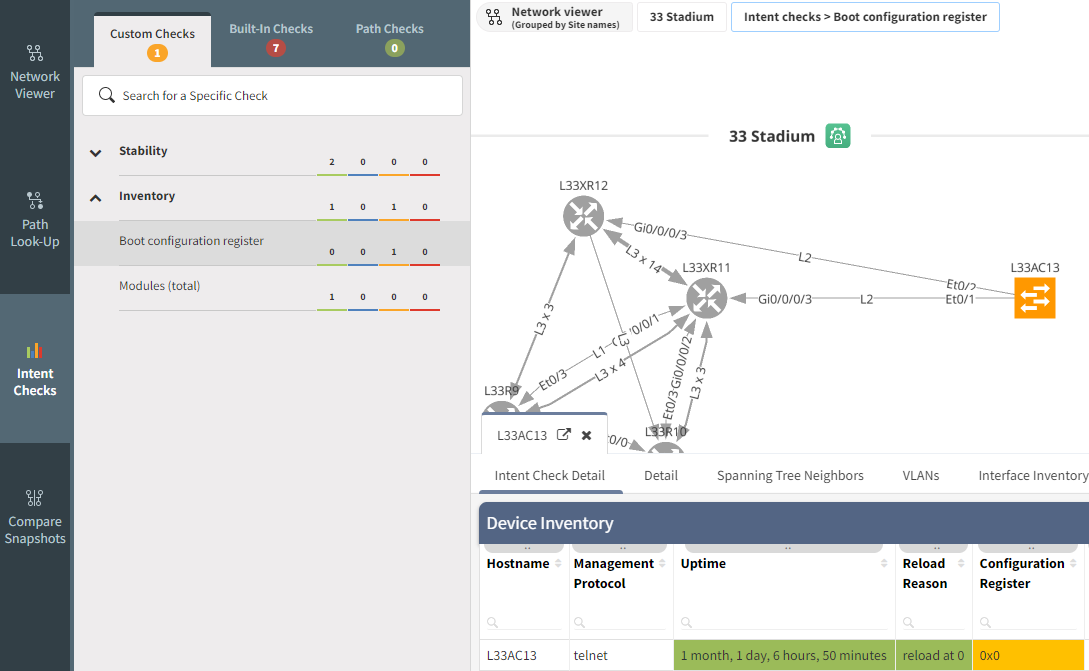 Network
Viewer
Path
Look-Up
Intent
Checks
Compare
Snapshots
Custom Checks
1
Built-In Checks
7
Path Checks
0
Search for a Specific Check
Stability
2 0 0 0
Inventory
1 0 1 0
Boot configuration register
0 0 1 0
Modules (total)
1 0 0 0
Network viewer
(Grouped by Site names)
33 Stadium
Intent checks > Boot configuration register
33 Stadium
L33XR12
Gi0/0/0/3
L2
Et0/2
L3 x 14
L33XR11
L33AC13
Gi0/0/0/3
L2
Et0/1
L3 x 3
L3
/0/0/1
L1
Et0/3
L3 x 4
Gi0/0/0/2
Et0/3
L3 x 3
L33R9
L33R10
0/0
L33AC13
Intent Check Detail
Detail
Spanning Tree Neighbors
VLANs
Interface Inventory
Device Inventory
Hostname
Management
Protocol
Uptime
Reload
Reason
Configuration
Register
L33AC13
telnet
1 month, 1 day, 6 hours, 50 minutes
reload at 0
0x0